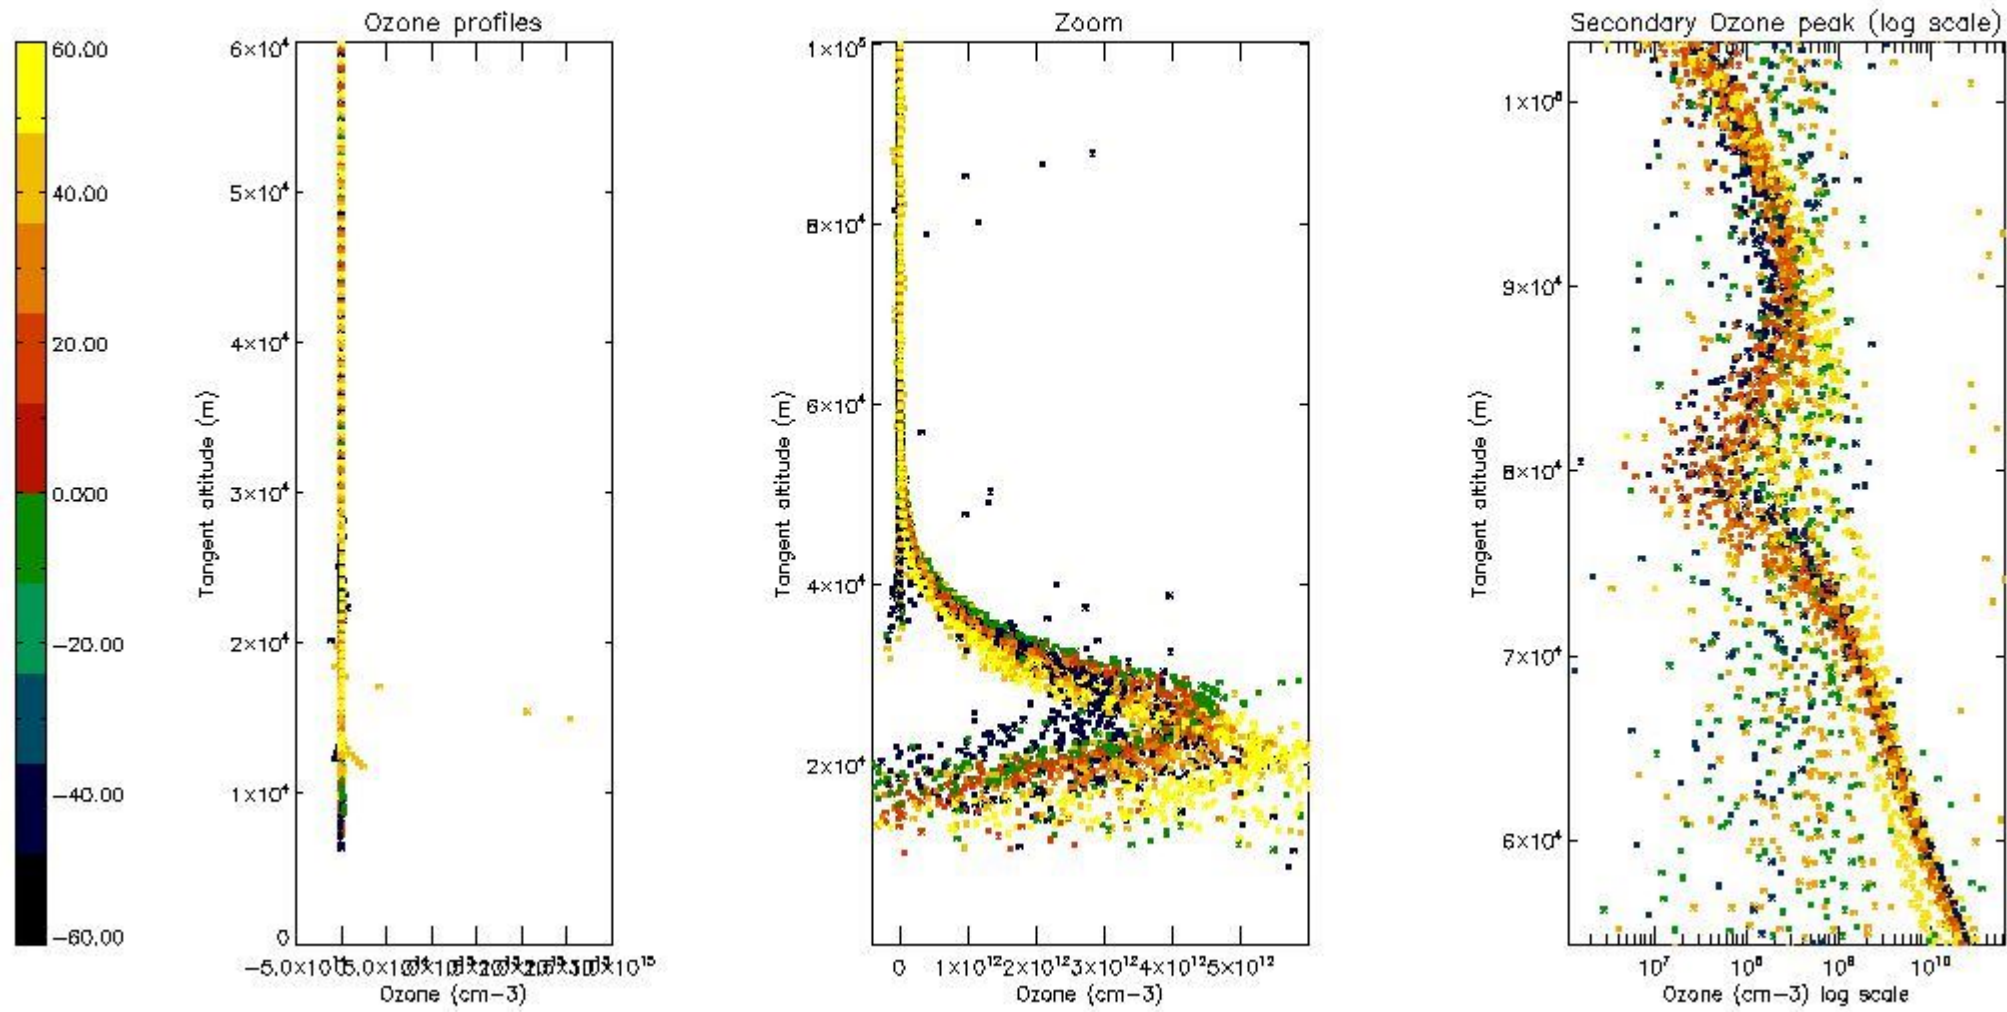 Ozone profiles
Zoom
Secondary Ozone peak (log scale)
60.00
40.00
20.00
0.000
−20.00
−40.00
−60.00
Tangent altitude (m)
6×10⁴
5×10⁴
4×10⁴
3×10⁴
2×10⁴
1×10⁴
0
Ozone (cm−3)
Tangent altitude (m)
1×10⁵
8×10⁴
6×10⁴
4×10⁴
2×10⁴
0 1×10¹² 2×10¹² 3×10¹² 4×10¹² 5×10¹²
Ozone (cm−3)
Tangent altitude (m)
1×10⁵
9×10⁴
8×10⁴
7×10⁴
6×10⁴
10⁷ 10⁸ 10⁹ 10¹⁰
Ozone (cm−3) log scale